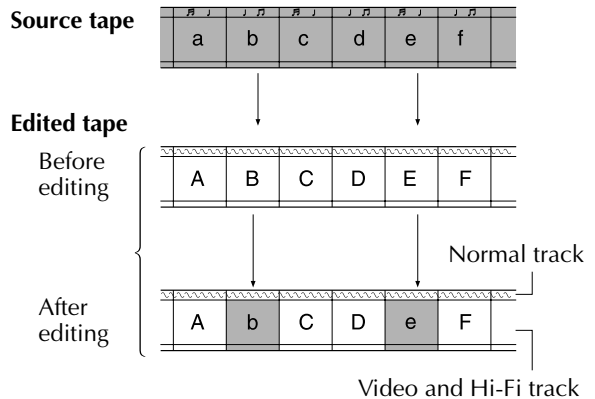 Source tape
a b c d e f
Edited tape
Before
editing
A B C D E F
Normal track
After
editing
A b C D e F
Video and Hi-Fi track